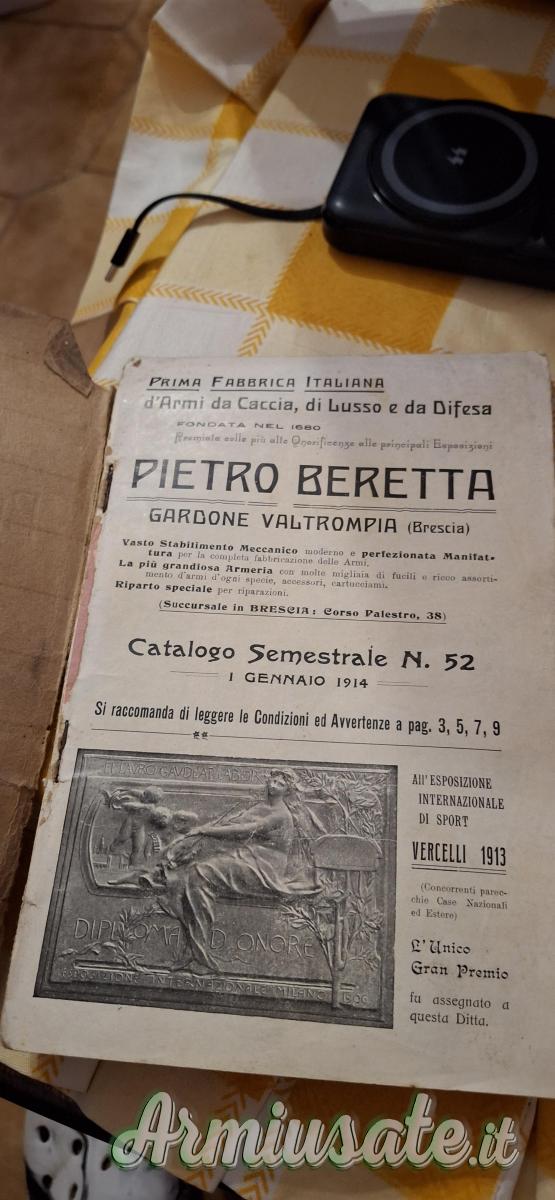 PRIMA FABBRICA ITALIANA
d'Armi da Caccia, di Lusso e da Difesa
FONDATA NEL 1680
Premiata colle più alte Onorificenze alle principali Esposizioni
PIETRO BERETTA
GARDONE VALTROMPIA (Brescia)
Vasto Stabilimento Meccanico moderno e perfezionata Manifat-
tura per la completa fabbricazione delle Armi.
La più grandiosa Armeria con molte migliaia di fucili e ricco assorti-
mento d'armi d'ogni specie, accessori, cartucciami.
Riparto speciale per riparazioni.
(Succursale in BRESCIA: Corso Palestro, 38)
Catalogo Semestrale N. 52
1 GENNAIO 1914
Si raccomanda di leggere le Condizioni ed Avvertenze a pag. 3, 5, 7, 9
All'ESPOSIZIONE
INTERNAZIONALE
DI SPORT
VERCELLI 1913
(Concorrenti parec-
chie Case Nazionali
ed Estere)
L'Unico
Gran Premio
fu assegnato a
questa Ditta.
DIPLOMA D'ONORE
ESPOSIZIONE INTERNAZIONALE MILANO 1906
Armiusate.it